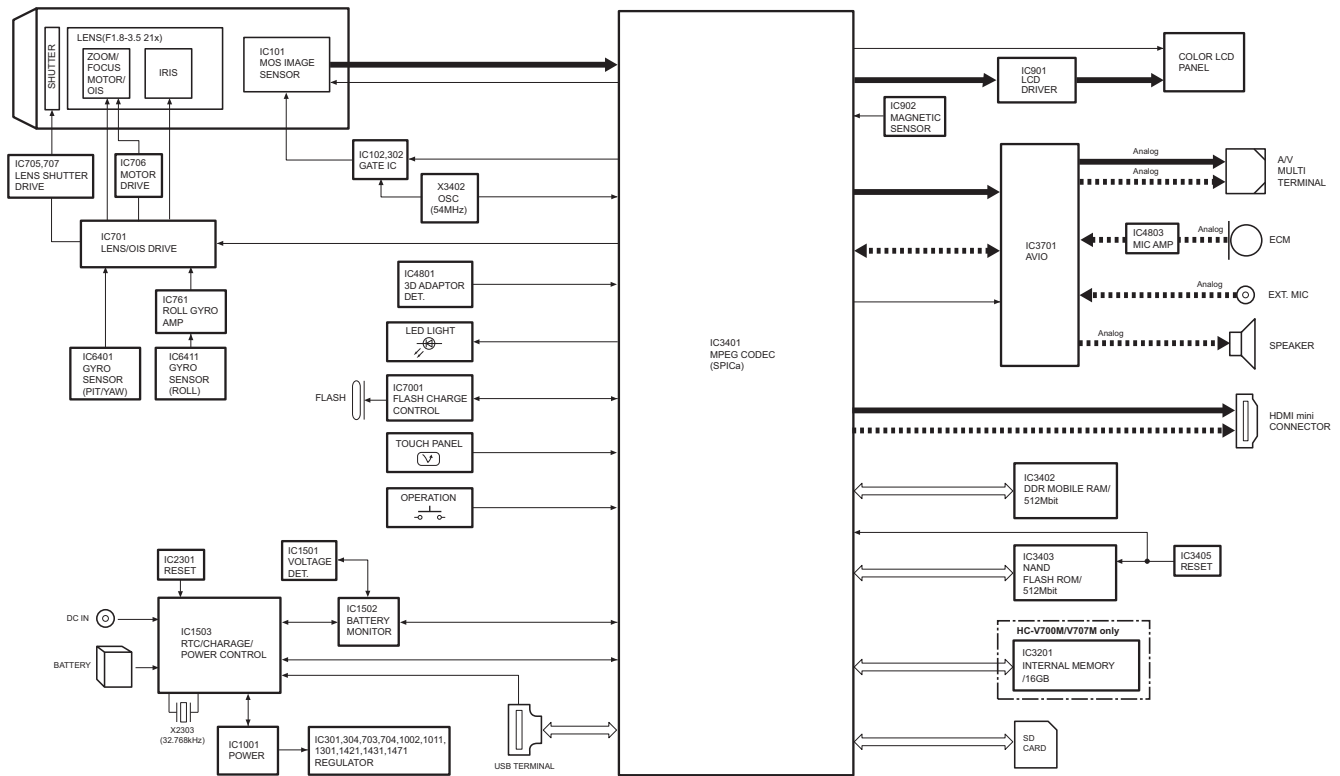 SHUTTER
LENS(F1.8-3.5 21x)
ZOOM/
FOCUS
MOTOR/
OIS
IRIS
IC101
MOS IMAGE
SENSOR
IC705,707
LENS SHUTTER
DRIVE
IC706
MOTOR
DRIVE
IC102,302
GATE IC
X3402
OSC
(54MHz)
IC701
LENS/OIS DRIVE
IC761
ROLL GYRO
AMP
IC6401
GYRO
SENSOR
(PIT/YAW)
IC6411
GYRO
SENSOR
(ROLL)
IC4801
3D ADAPTOR
DET.
LED LIGHT
FLASH
IC7001
FLASH CHARGE
CONTROL
TOUCH PANEL
OPERATION
IC2301
RESET
IC1501
VOLTAGE
DET.
DC IN
BATTERY
IC1503
RTC/CHARAGE/
POWER CONTROL
IC1502
BATTERY
MONITOR
X2303
(32.768kHz)
IC1001
POWER
IC301,304,703,704,1002,1011,
1301,1421,1431,1471
REGULATOR
USB TERMINAL
IC3401
MPEG CODEC
(SPICa)
COLOR LCD
PANEL
IC901
LCD
DRIVER
IC902
MAGNETIC
SENSOR
IC3701
AVIO
Analog
Analog
A/V
MULTI
TERMINAL
IC4803
MIC AMP
Analog
ECM
Analog
EXT. MIC
Analog
SPEAKER
HDMI mini
CONNECTOR
IC3402
DDR MOBILE RAM/
512Mbit
IC3403
NAND
FLASH ROM/
512Mbit
IC3405
RESET
HC-V700M/V707M only
IC3201
INTERNAL MEMORY
/16GB
SD
CARD